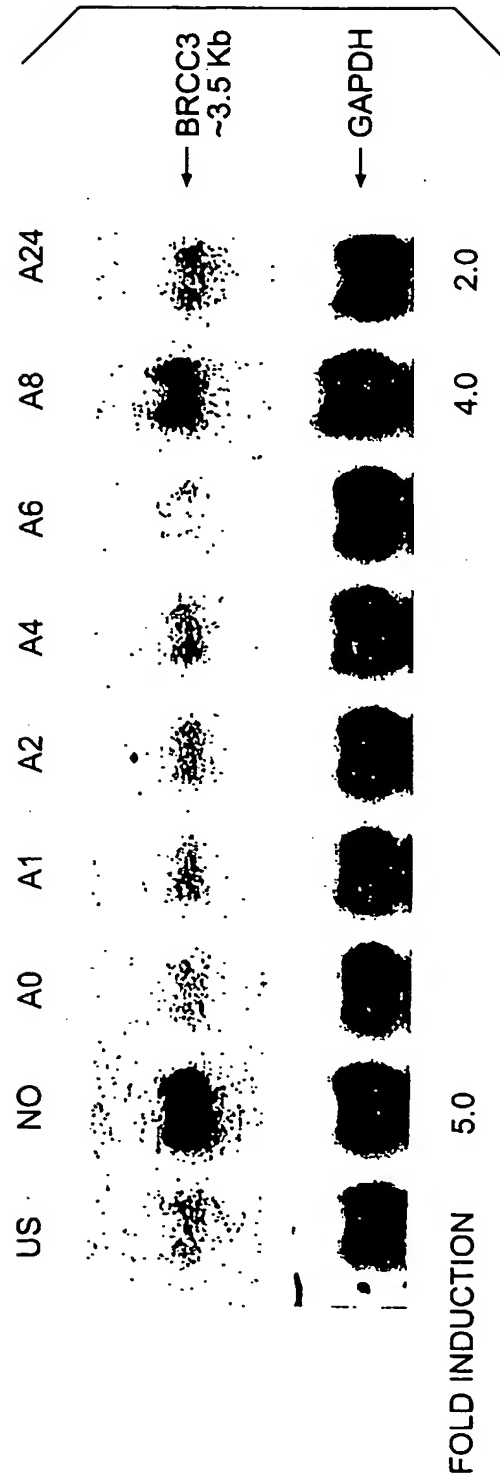 US NO A0 A1 A2 A4 A6 A8 A24
← BRCC3
~3.5 Kb
← GAPDH
FOLD INDUCTION 5.0 4.0 2.0